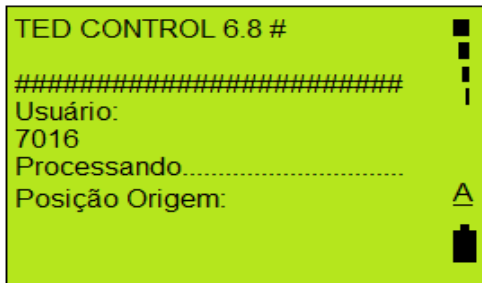 TED CONTROL 6.8 #
##########################
Usuário:
7016
Processando..............................
Posição Origem:
A